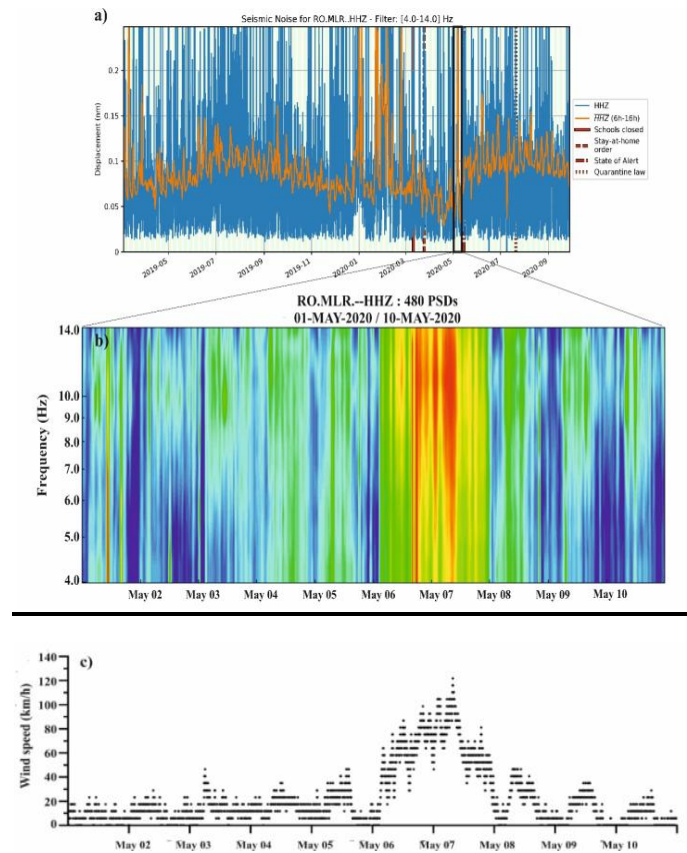 a)
Seismic Noise for RO.MLR..HHZ - Filter: [4.0-14.0] Hz
Displacement (nm)
0.2
0.15
0.1
0.05
0
2019-05
2019-07
2019-09
2019-11
2020-01
2020-03
2020-05
2020-07
2020-09
HHZ
HHZ (6h-16h)
Schools closed
Stay-at-home
order
State of Alert
Quarantine law
RO.MLR.--HHZ : 480 PSDs
01-MAY-2020 / 10-MAY-2020
b)
Frequency (Hz)
14.0
10.0
9.0
8.0
7.0
6.0
5.0
4.0
May 02
May 03
May 04
May 05
May 06
May 07
May 08
May 09
May 10
c)
Wind speed (km/h)
140
120
100
80
60
40
20
0
May 02
May 03
May 04
May 05
May 06
May 07
May 08
May 09
May 10